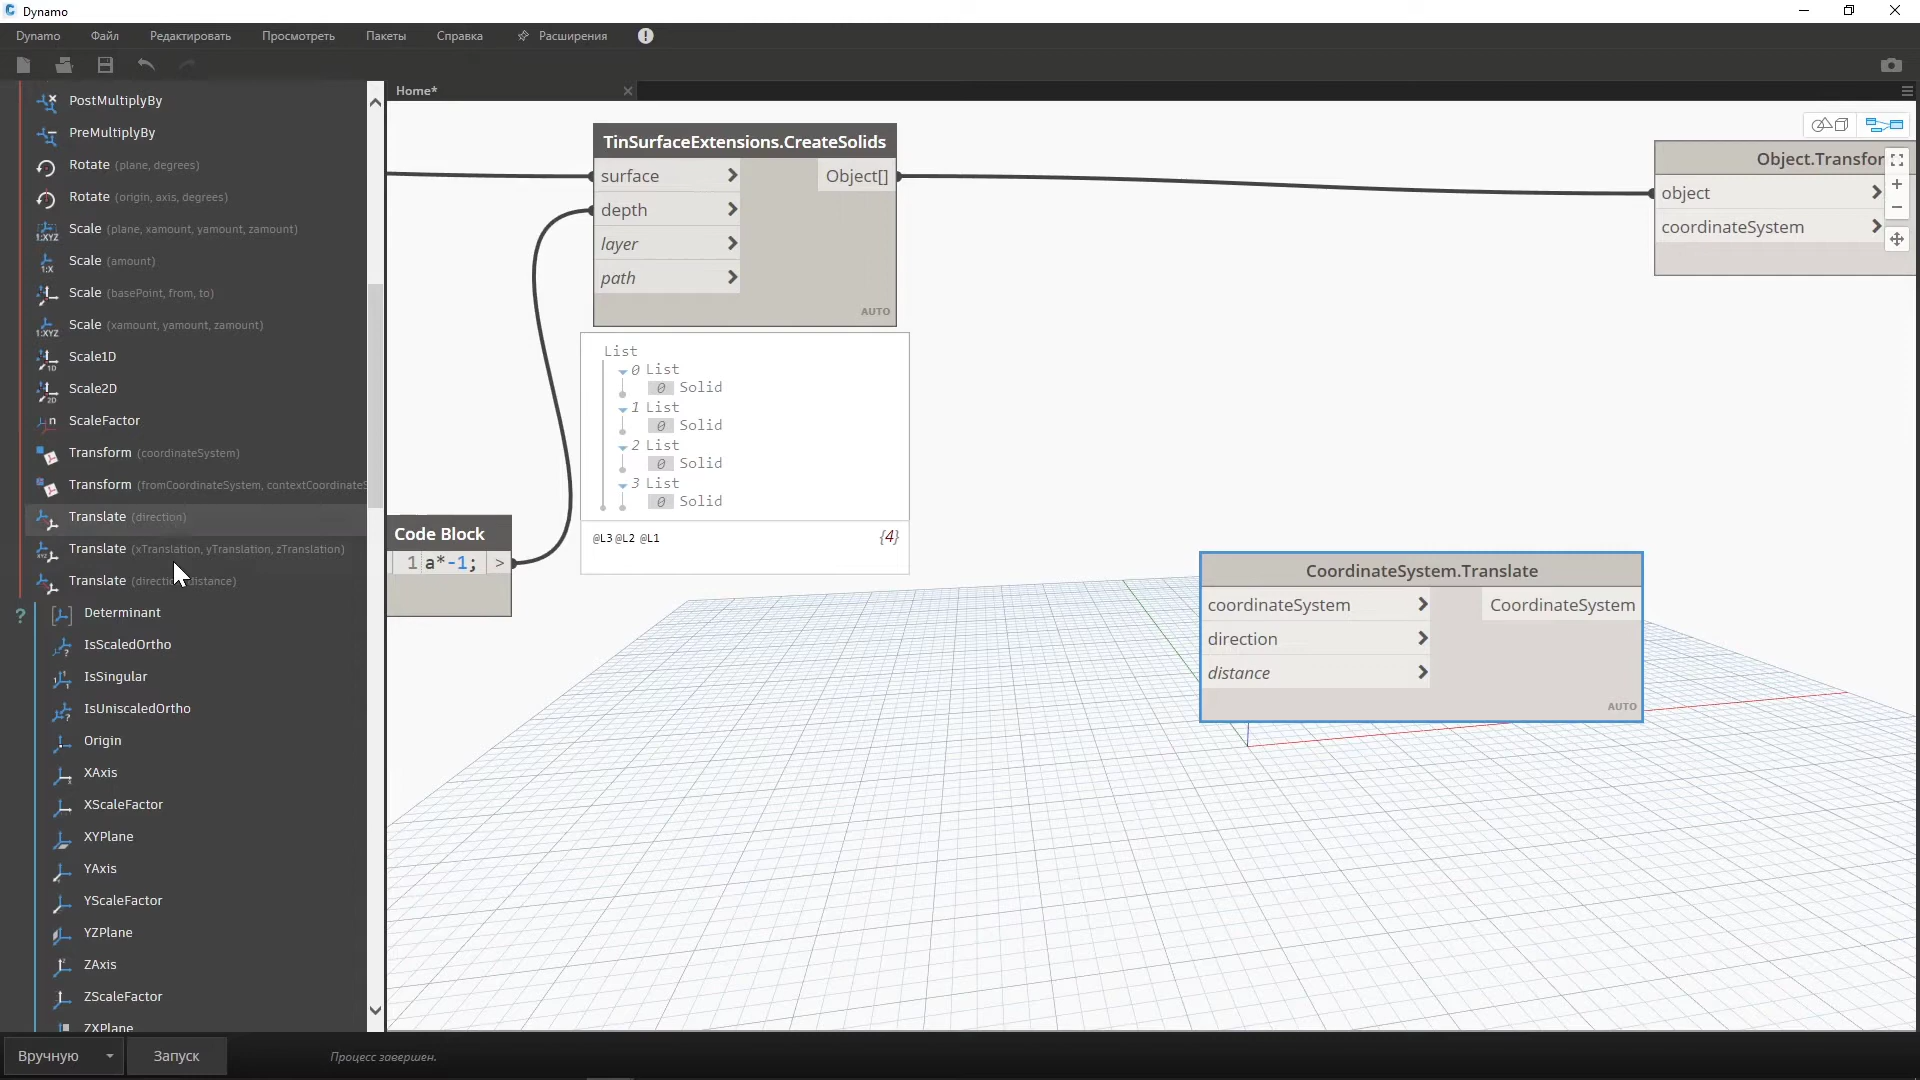 Dynamo
Dynamo Файл Редактировать Просмотреть Пакеты Справка Расширения
PostMultiplyBy
PreMultiplyBy
Rotate (plane, degrees)
Rotate (origin, axis, degrees)
Scale (plane, xamount, yamount, zamount)
Scale (amount)
Scale (basePoint, from, to)
Scale (xamount, yamount, zamount)
Scale1D
Scale2D
ScaleFactor
Transform (coordinateSystem)
Transform (fromCoordinateSystem, contextCoordinateS
Translate (direction)
Translate (xTranslation, yTranslation, zTranslation)
Translate (direction, distance)
Determinant
IsScaledOrtho
IsSingular
IsUniscaledOrtho
Origin
XAxis
XScaleFactor
XYPlane
YAxis
YScaleFactor
YZPlane
ZAxis
ZScaleFactor
ZXPlane
Home*
TinSurfaceExtensions.CreateSolids
surface > Object[]
depth >
layer >
path >
AUTO
List
0 List
0 Solid
1 List
0 Solid
2 List
0 Solid
3 List
0 Solid
@L3 @L2 @L1 {4}
Code Block
1 a*-1; >
Object.Transfor
object >
coordinateSystem >
CoordinateSystem.Translate
coordinateSystem > CoordinateSystem
direction >
distance >
AUTO
Вручную Запуск Процесс завершен.